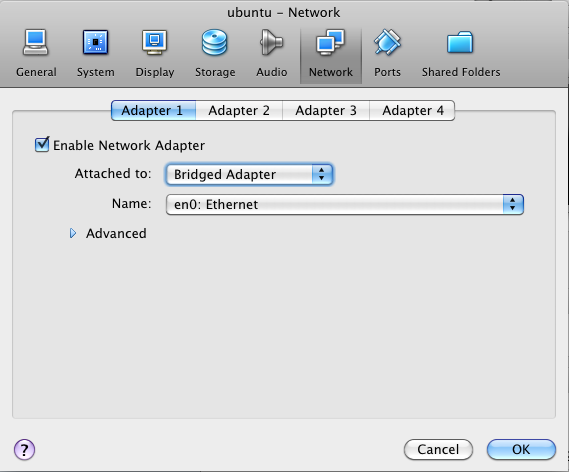 ubuntu – Network
General System Display Storage Audio Network Ports Shared Folders
Adapter 1 Adapter 2 Adapter 3 Adapter 4
Enable Network Adapter
Attached to: Bridged Adapter
Name: en0: Ethernet
Advanced
? Cancel OK